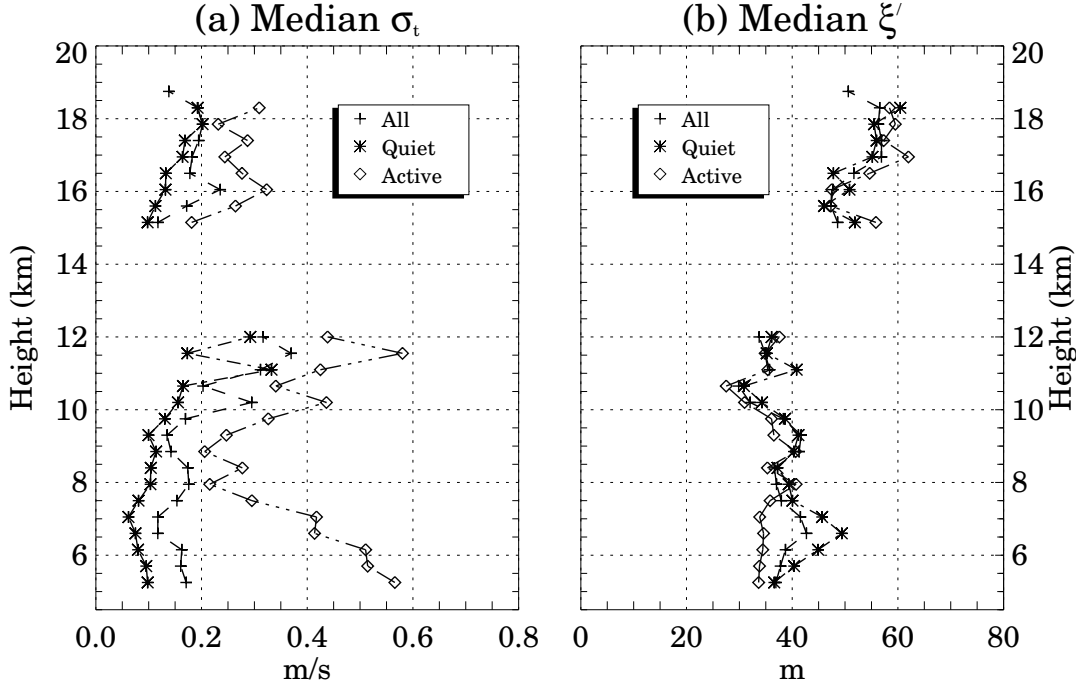 (a) Median σt
(b) Median ξ′
20
18
16
14
12
10
8
6
Height (km)
All
Quiet
Active
0.0 0.2 0.4 0.6 0.8
m/s
All
Quiet
Active
20
18
16
14
12
10
8
6
Height (km)
0 20 40 60 80
m